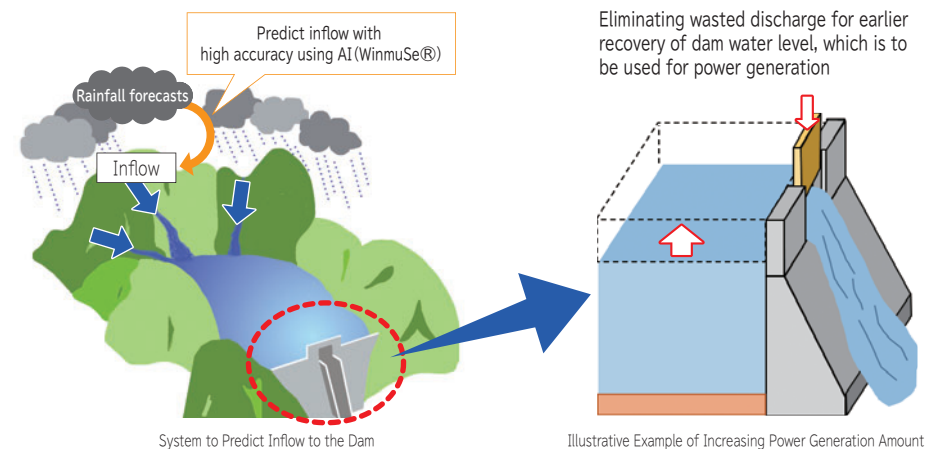 Predict inflow with
high accuracy using AI(WinmuSe®)
Rainfall forecasts
Inflow
System to Predict Inflow to the Dam
Eliminating wasted discharge for earlier
recovery of dam water level, which is to
be used for power generation
Illustrative Example of Increasing Power Generation Amount